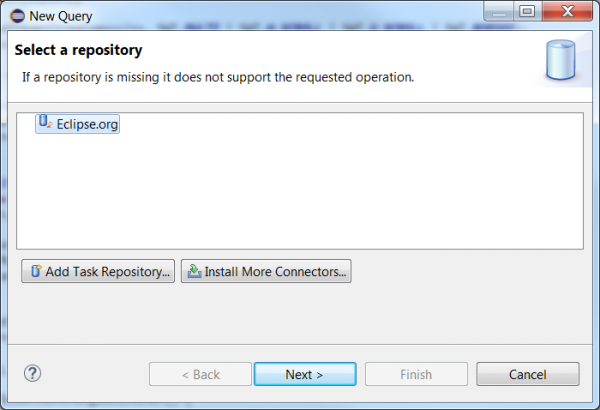 New Query
Select a repository
If a repository is missing it does not support the requested operation.
Eclipse.org
Add Task Repository...
Install More Connectors...
?
< Back
Next >
Finish
Cancel